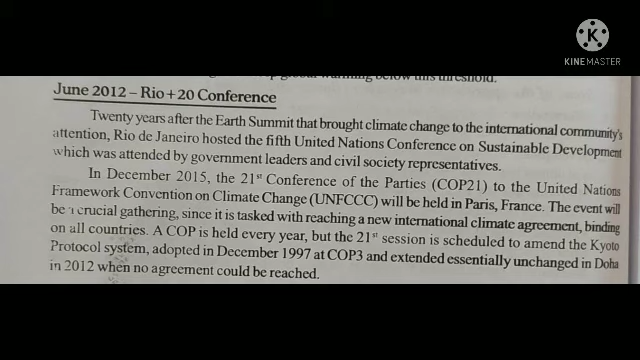 KINEMASTER
below this threshold.
June 2012 – Rio+20 Conference
Twenty years after the Earth Summit that brought climate change to the international community's
attention, Rio de Janeiro hosted the fifth United Nations Conference on Sustainable Development
which was attended by government leaders and civil society representatives.
In December 2015, the 21st Conference of the Parties (COP21) to the United Nations
Framework Convention on Climate Change (UNFCCC) will be held in Paris, France. The event will
be a crucial gathering, since it is tasked with reaching a new international climate agreement, binding
on all countries. A COP is held every year, but the 21st session is scheduled to amend the Kyoto
Protocol system, adopted in December 1997 at COP3 and extended essentially unchanged in Doha
in 2012 when no agreement could be reached.